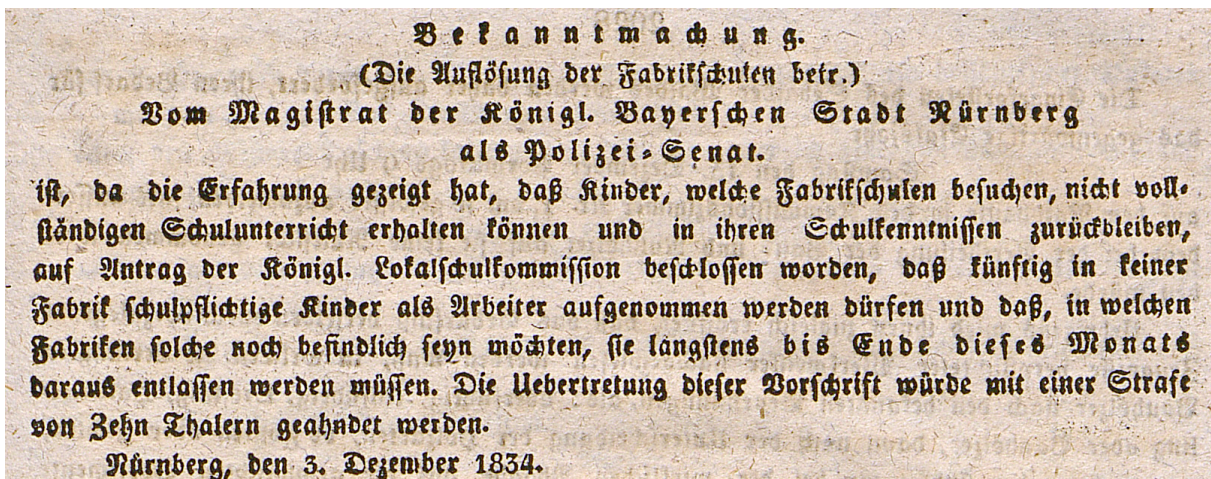 Bekanntmachung.
(Die Auflösung der Fabrikschulen betr.)
Vom Magistrat der Königl. Bayerschen Stadt Nürnberg
als Polizei-Senat.
ist, da die Erfahrung gezeigt hat, daß Kinder, welche Fabrikschulen besuchen, nicht voll-
ständigen Schulunterricht erhalten können und in ihren Schulkenntnissen zurückbleiben,
auf Antrag der Königl. Lokalschulkommission beschlossen worden, daß künftig in keiner
Fabrik schulpflichtige Kinder als Arbeiter aufgenommen werden dürfen und daß, in welchen
Fabriken solche noch befindlich seyn möchten, sie längstens bis Ende dieses Monats
daraus entlassen werden müssen. Die Uebertretung dieser Vorschrift würde mit einer Strafe
von Zehn Thalern geahndet werden.
Nürnberg, den 3. Dezember 1834.